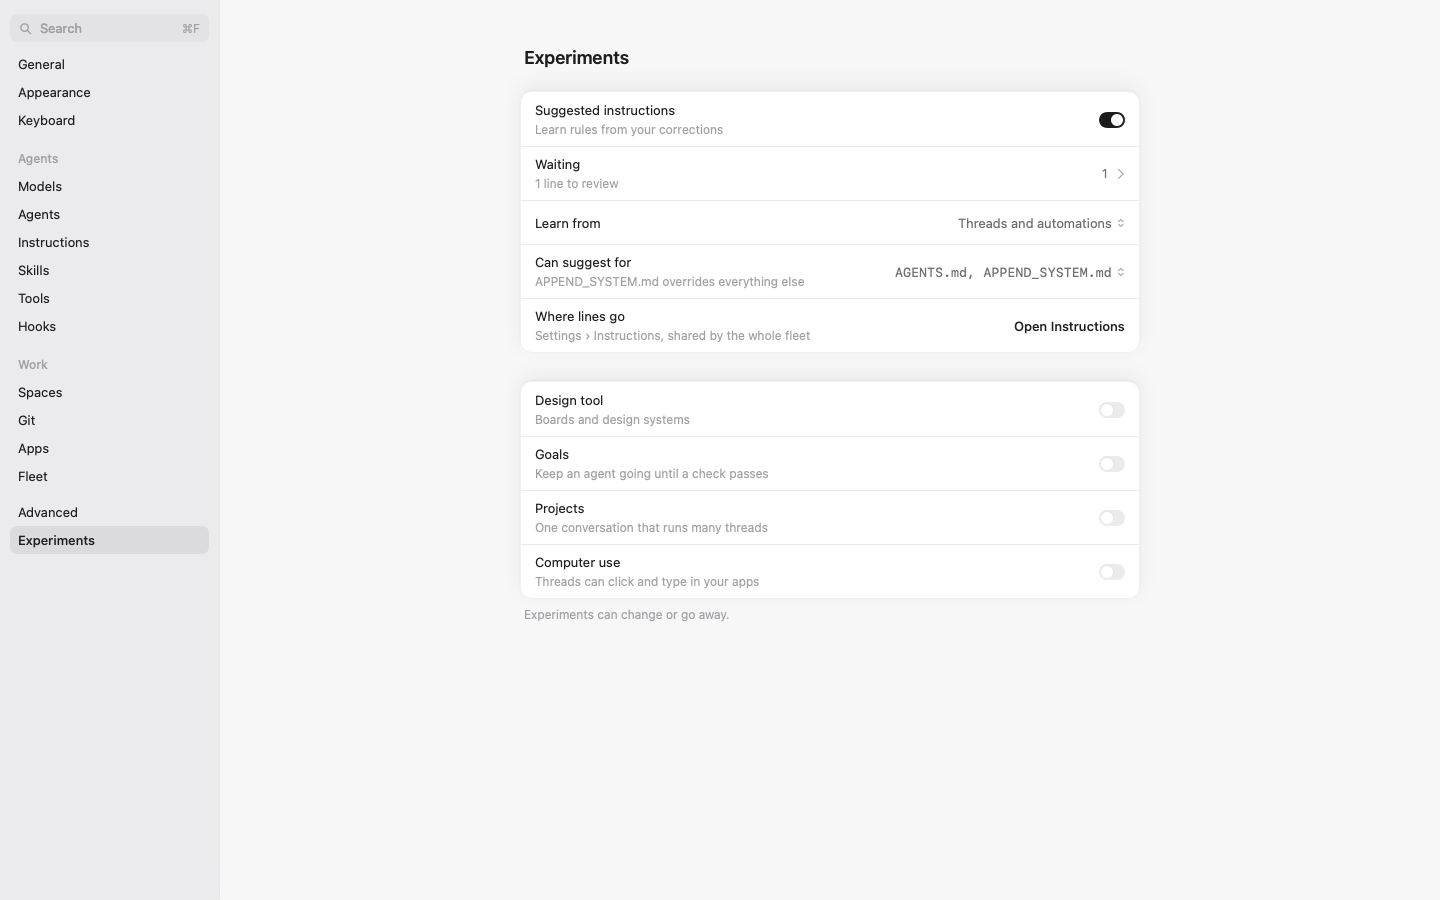 Search ⌘F
General
Appearance
Keyboard
Agents
Models
Agents
Instructions
Skills
Tools
Hooks
Work
Spaces
Git
Apps
Fleet
Advanced
Experiments
Experiments
Suggested instructions
Learn rules from your corrections
Waiting
1 line to review
1
Learn from
Threads and automations
Can suggest for
APPEND_SYSTEM.md overrides everything else
AGENTS.md, APPEND_SYSTEM.md
Where lines go
Settings › Instructions, shared by the whole fleet
Open Instructions
Design tool
Boards and design systems
Goals
Keep an agent going until a check passes
Projects
One conversation that runs many threads
Computer use
Threads can click and type in your apps
Experiments can change or go away.